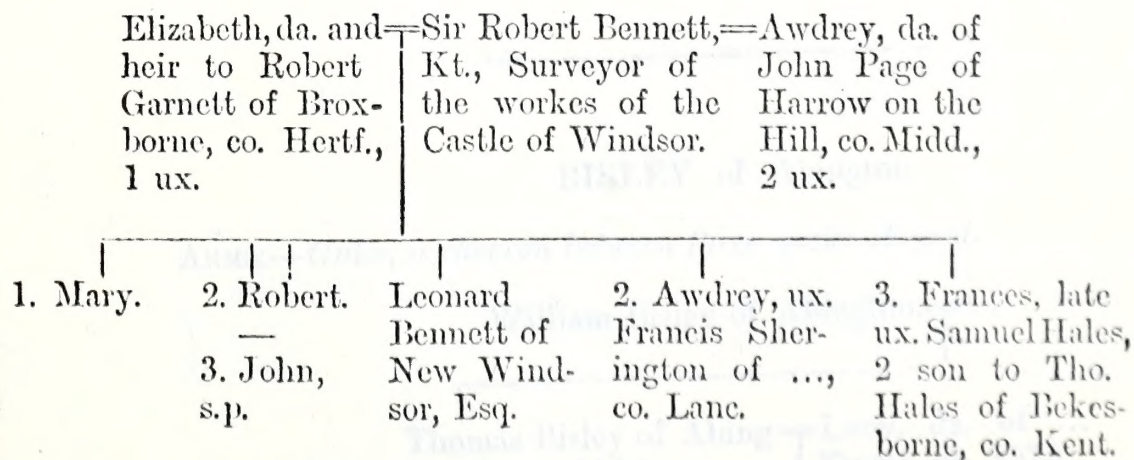 Elizabeth, da. and
heir to Robert
Garnett of Brox-
borne, co. Hertf.,
1 ux.
Sir Robert Bennett,
Kt., Surveyor of
the workes of the
Castle of Windsor.
Awdrey, da. of
John Page of
Harrow on the
Hill, co. Midd.,
2 ux.
1. Mary.
2. Robert.
—
3. John,
s.p.
Leonard
Bennett of
New Wind-
sor, Esq.
2. Awdrey, ux.
Francis Sher-
ington of ...,
co. Lanc.
3. Frances, late
ux. Samuel Hales,
2 son to Tho.
Hales of Bekes-
borne, co. Kent.